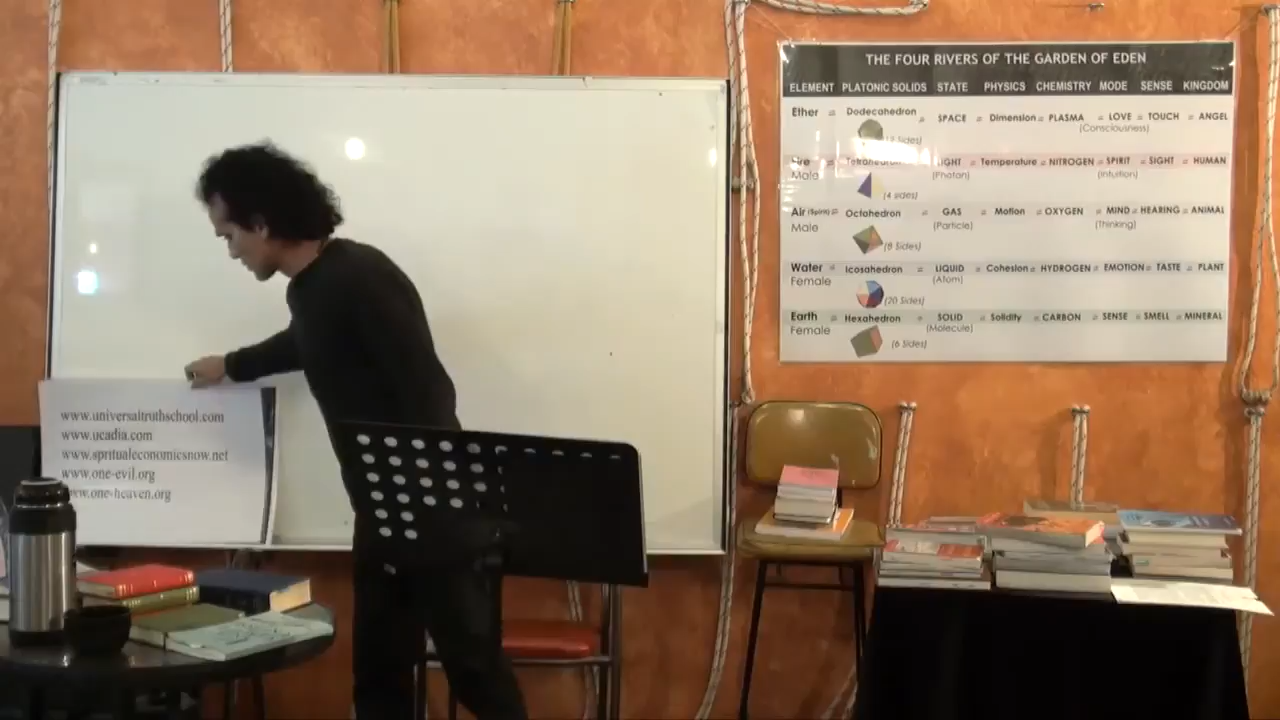 THE FOUR RIVERS OF THE GARDEN OF EDEN
ELEMENT PLATONIC SOLIDS STATE PHYSICS CHEMISTRY MODE SENSE KINGDOM
Ether = Dodecahedron = SPACE = Dimension = PLASMA = LOVE = TOUCH = ANGEL
(Consciousness)
Sides)
= LIGHT = Temperature = NITROGEN = SPIRIT = SIGHT = HUMAN
Male (Photon) (Intuition)
(4 sides)
Air (Spirit) = Octahedron = GAS = Motion = OXYGEN = MIND = HEARING = ANIMAL
Male (Particle) (Thinking)
(8 Sides)
Water = Icosahedron = LIQUID = Cohesion = HYDROGEN = EMOTION = TASTE = PLANT
Female (Atom)
(20 Sides)
Earth = Hexahedron = SOLID = Solidity = CARBON = SENSE = SMELL = MINERAL
Female (Molecule)
(6 Sides)
www.universaltruthschool.com
www.ucadia.com
www.spritualeconomicsnow.net
www.one-evil.org
www.one-heaven.org